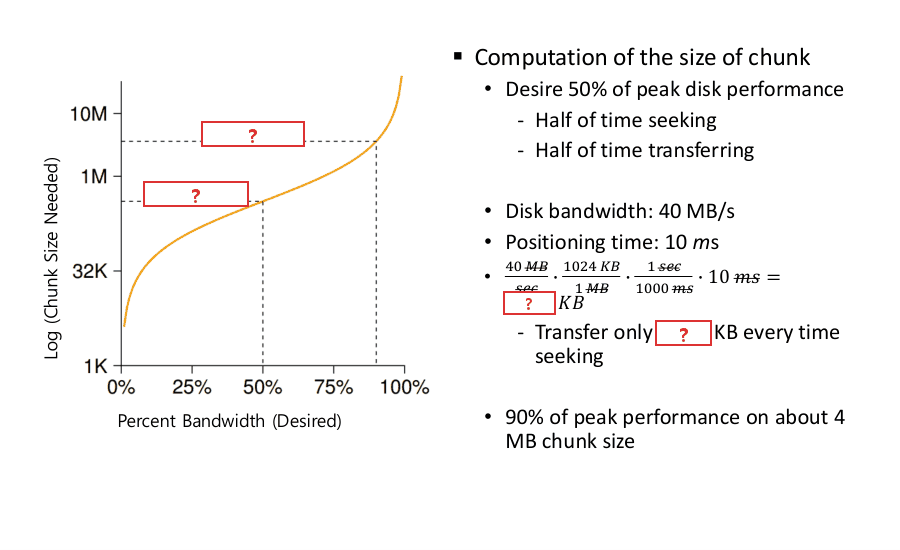 10M
?
1M
?
32K
1K
0% 25% 50% 75% 100%
Log (Chunk Size Needed)
Percent Bandwidth (Desired)
▪ Computation of the size of chunk
• Desire 50% of peak disk performance
- Half of time seeking
- Half of time transferring
• Disk bandwidth: 40 MB/s
• Positioning time: 10 ms
• 40 MB/sec · 1024 KB/1 MB · 1 sec/1000 ms · 10 ms =
? KB
- Transfer only ? KB every time
seeking
• 90% of peak performance on about 4
MB chunk size